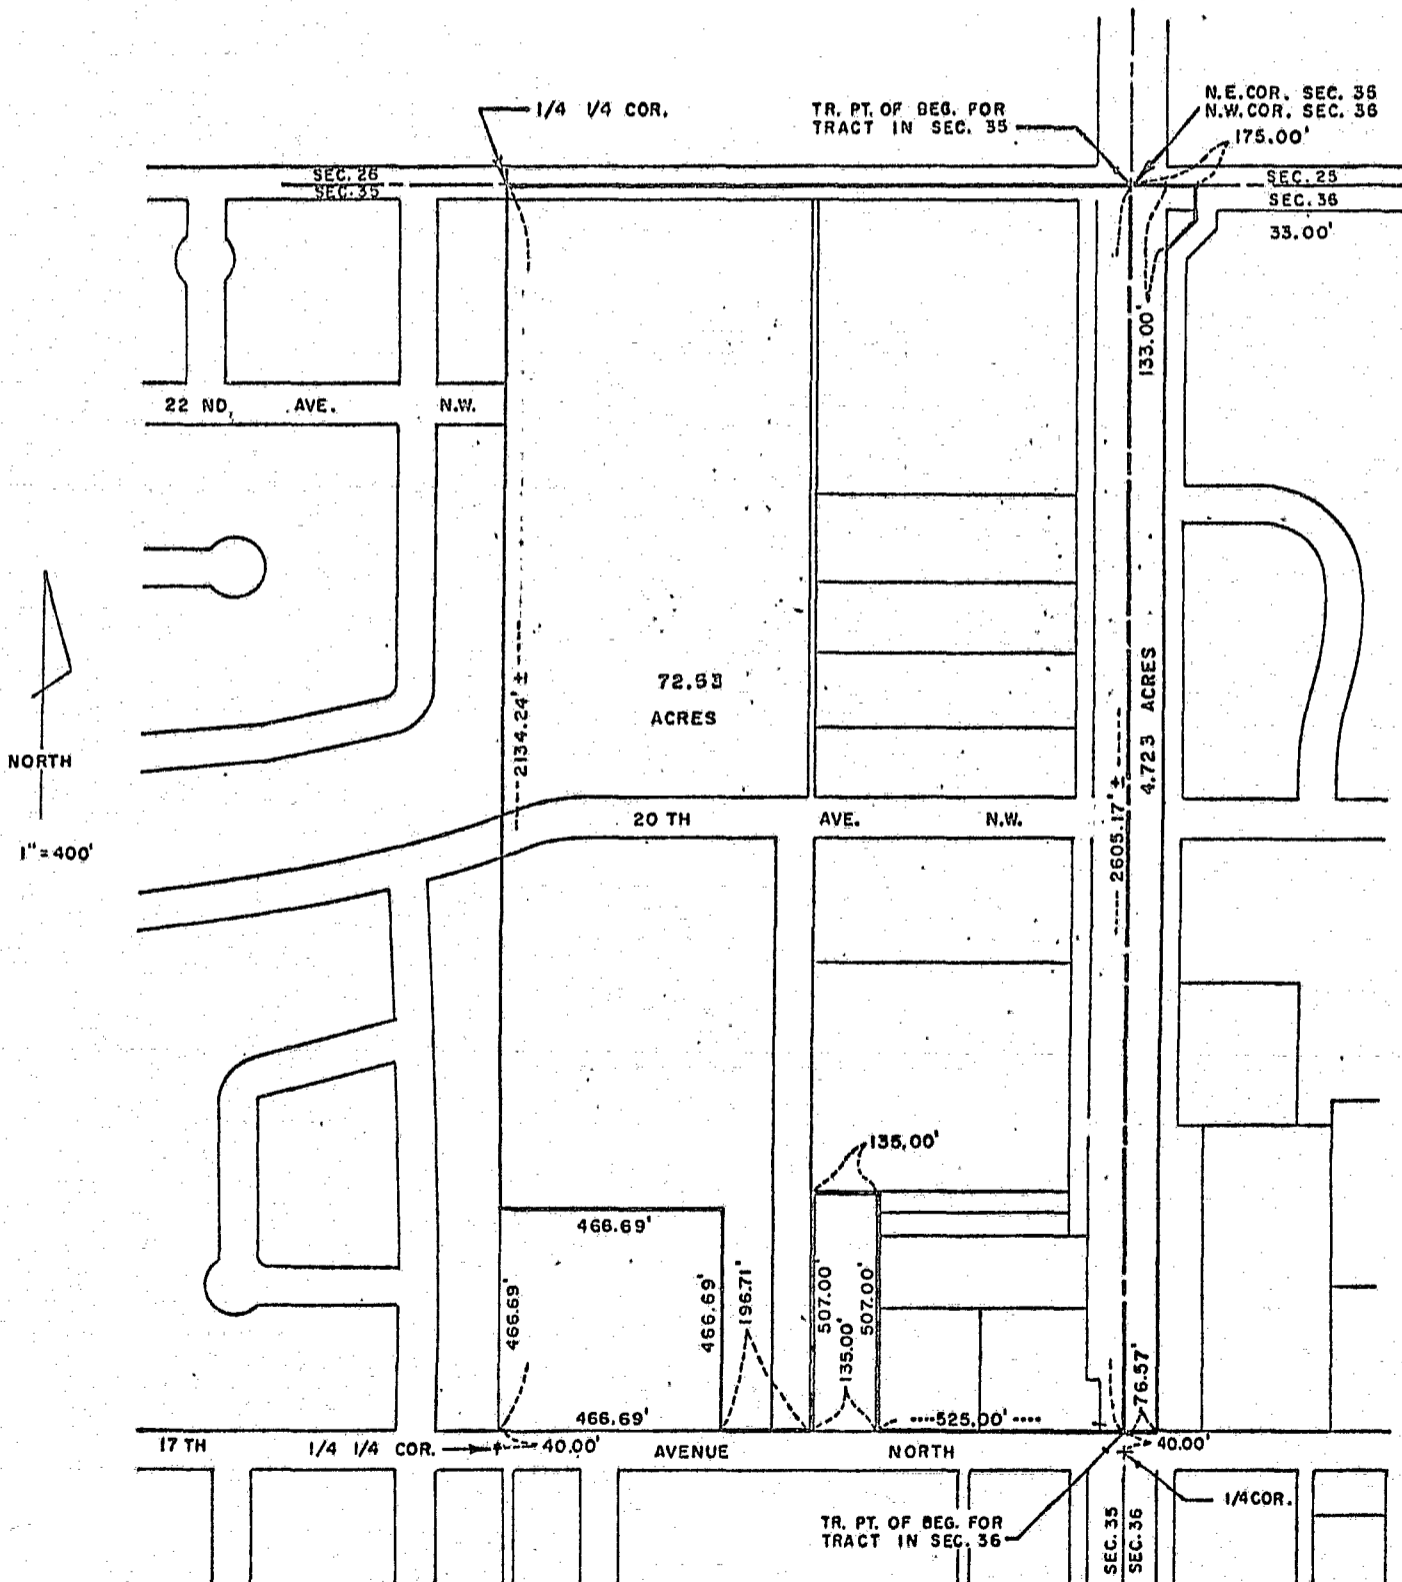 1/4 1/4 COR.
TR. PT. OF BEG. FOR
TRACT IN SEC. 35
N.E. COR. SEC. 35
N.W. COR. SEC. 36
175.00'
SEC. 26
SEC. 35
SEC. 25
SEC. 36
33.00'
133.00'
22 ND, AVE. N.W.
2134.24' ±
ACRES
4.723 ACRES
2605.17' ±
NORTH
1" = 400'
20 TH AVE. N.W.
135.00'
466.69'
466.69'
466.69'
196.71'
507.00'
135.00'
507.00'
76.57'
466.69'
525.00'
17 TH
1/4 1/4 COR.
40.00'
AVENUE NORTH
40.00'
1/4 COR.
TR. PT. OF BEG. FOR
TRACT IN SEC. 36
SEC. 35
SEC. 36